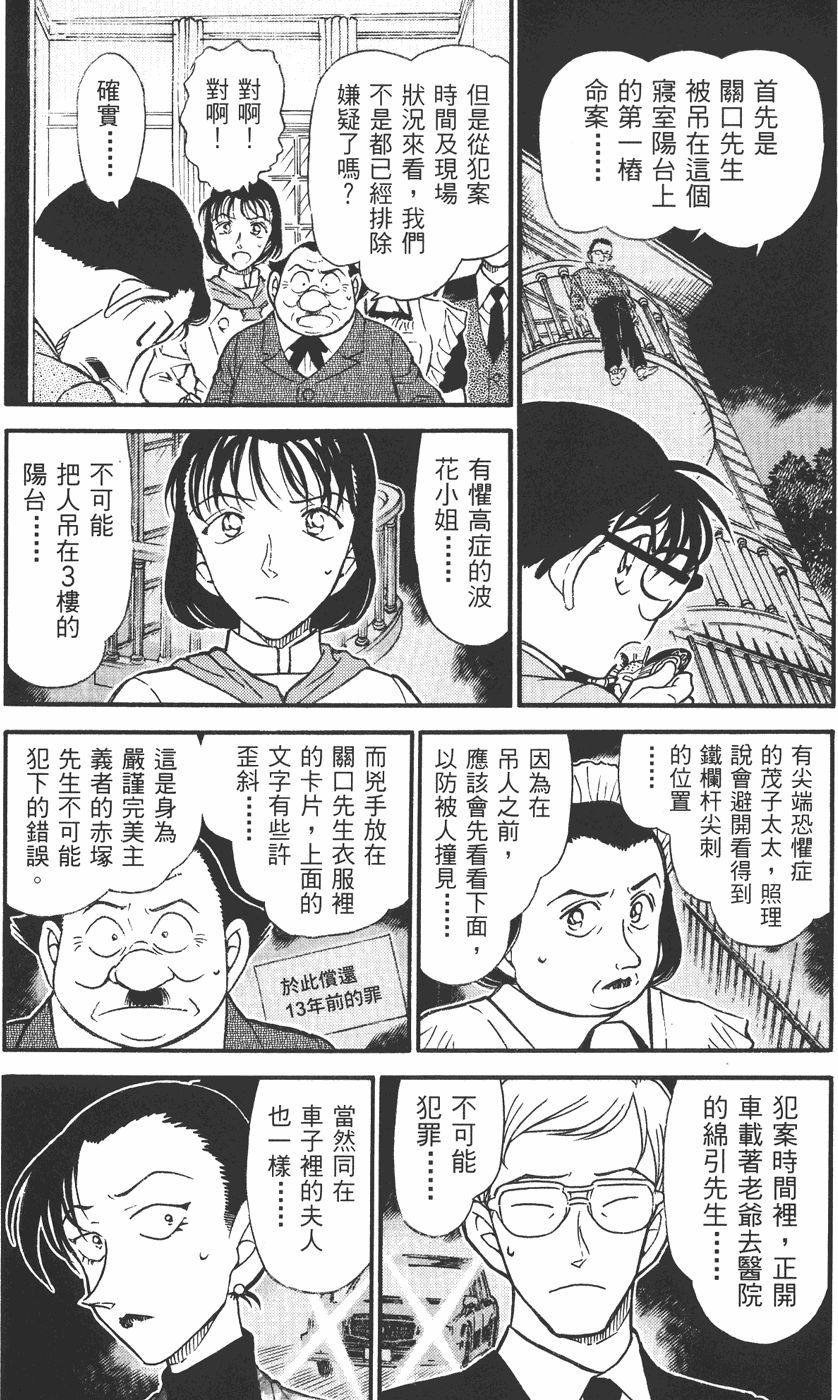 首先是
關口先生
被吊在這個
寢室陽台上
的第一樁
命案……
但是從犯案
時間及現場
狀況來看，我們
不是都已經排除
嫌疑了嗎？
對啊！
對啊！
確實……
有懼高症的波
花小姐……
不可能
把人吊在3樓的
陽台……
有尖端恐懼症
的茂子太太，照理
說會避開看得到
鐵欄杆尖刺
的位置
……
因為在
吊人之前，
應該會先看看下面，
以防被人撞見……
而兇手放在
關口先生衣服裡
的卡片，上面的
文字有些許
歪斜……
這是身為
嚴謹完美主
義者的赤塚
先生不可能
犯下的錯誤。
於此償還
13年前的罪
犯案時間裡，正開
車載著老爺去醫院
的綿引先生……
不可能
犯罪……
當然同在
車子裡的夫人
也一樣……